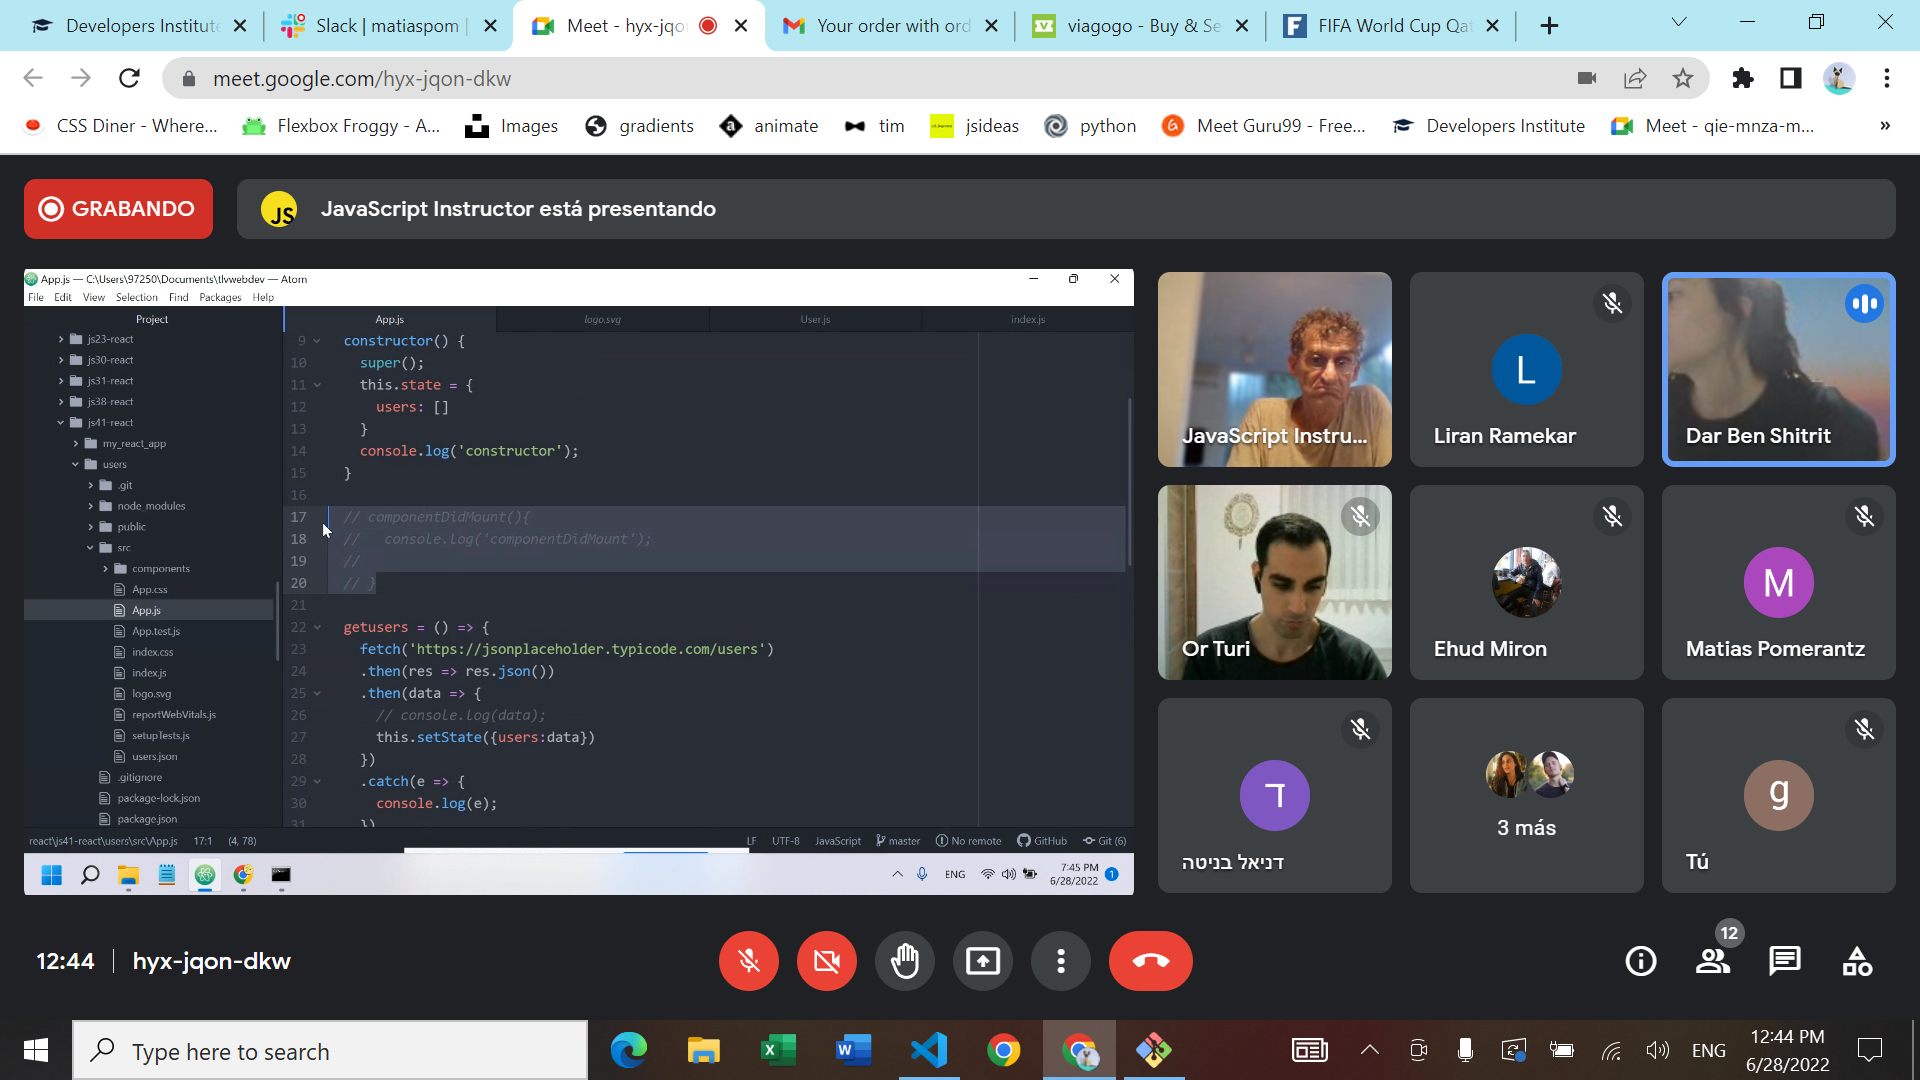 Developers Institute
Slack | matiaspom |
Meet - hyx-jqo
Your order with ord
viagogo - Buy & Se
FIFA World Cup Qat
meet.google.com/hyx-jqon-dkw
CSS Diner - Where...
Flexbox Froggy - A...
Images
gradients
animate
tim
jsideas
python
Meet Guru99 - Free...
Developers Institute
Meet - qie-mnza-m...
»
GRABANDO
JS
JavaScript Instructor está presentando
App.js — C:\Users\97250\Documents\tlvwebdev — Atom
File Edit View Selection Find Packages Help
Project
App.js
logo.svg
User.js
index.js
js23-react
js30-react
js31-react
js38-react
js41-react
my_react_app
users
.git
node_modules
public
src
components
App.css
App.js
App.test.js
index.css
index.js
logo.svg
reportWebVitals.js
setupTests.js
users.json
.gitignore
package-lock.json
package.json
9 constructor() {
10 super();
11 this.state = {
12 users: []
13 }
14 console.log('constructor');
15 }
16
17 // componentDidMount(){
18 // console.log('componentDidMount');
19 //
20 // }
21
22 getusers = () => {
23 fetch('https://jsonplaceholder.typicode.com/users')
24 .then(res => res.json())
25 .then(data => {
26 // console.log(data);
27 this.setState({users:data})
28 })
29 .catch(e => {
30 console.log(e);
31 })
react\js41-react\users\src\App.js 17:1 (4, 78)
LF UTF-8 JavaScript master No remote GitHub Git (6)
ENG
7:45 PM
6/28/2022
1
JavaScript Instru...
L
Liran Ramekar
Dar Ben Shitrit
Or Turi
Ehud Miron
M
Matias Pomerantz
ד
דניאל בניטה
3 más
g
Tú
12:44 | hyx-jqon-dkw
12
Type here to search
ENG
12:44 PM
6/28/2022